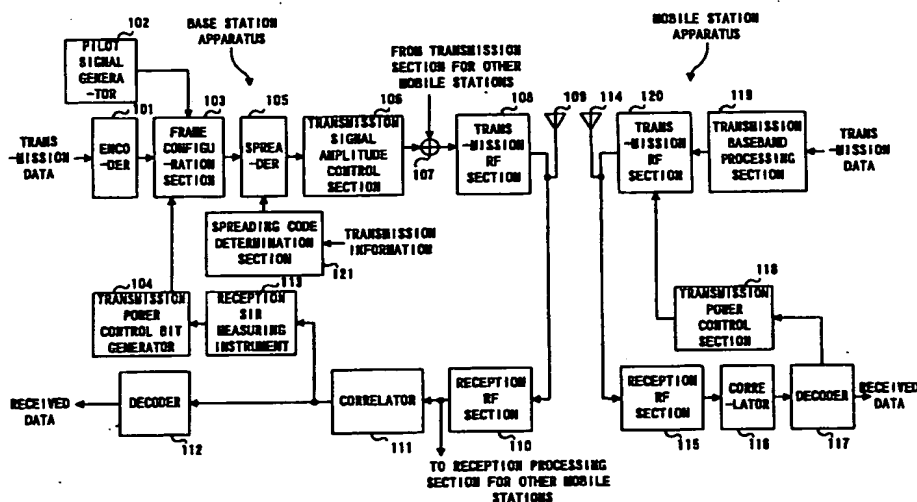 102
PILOT
SIGNAL
GENERA
-TOR
BASE STATION
APPARATUS
MOBILE STATION
APPARATUS
FROM TRANSMISSION
SECTION FOR OTHER
MOBILE STATIONS
101
103
105
106
108
109
114
120
119
TRANS
-MISSION
DATA
ENCO
-DER
FRAME
CONFIGU
-RATION
SECTION
SPREA
-DER
TRANSMISSION
SIGNAL
AMPLITUDE
CONTROL
SECTION
107
TRANS
-MISSION
RF
SECTION
TRANS
-MISSION
RF
SECTION
TRANSMISSION
BASEBAND
PROCESSING
SECTION
TRANS
-MISSION
DATA
SPREADING CODE
DETERMINATION
SECTION
TRANSMISSION
INFORMATION
121
104
TRANSMISSION
POWER
CONTROL BIT
GENERATOR
113
RECEPTION
SIR
MEASURING
INSTRUMENT
118
TRANSMISSION
POWER
CONTROL
SECTION
RECEIVED
DATA
DECODER
112
CORRELATOR
111
RECEPTION
RF
SECTION
110
RECEPTION
RF
SECTION
115
CORRE
-LATOR
116
DECODER
117
RECEIVED
DATA
TO RECEPTION PROCESSING
SECTION FOR OTHER MOBILE
STATIONS